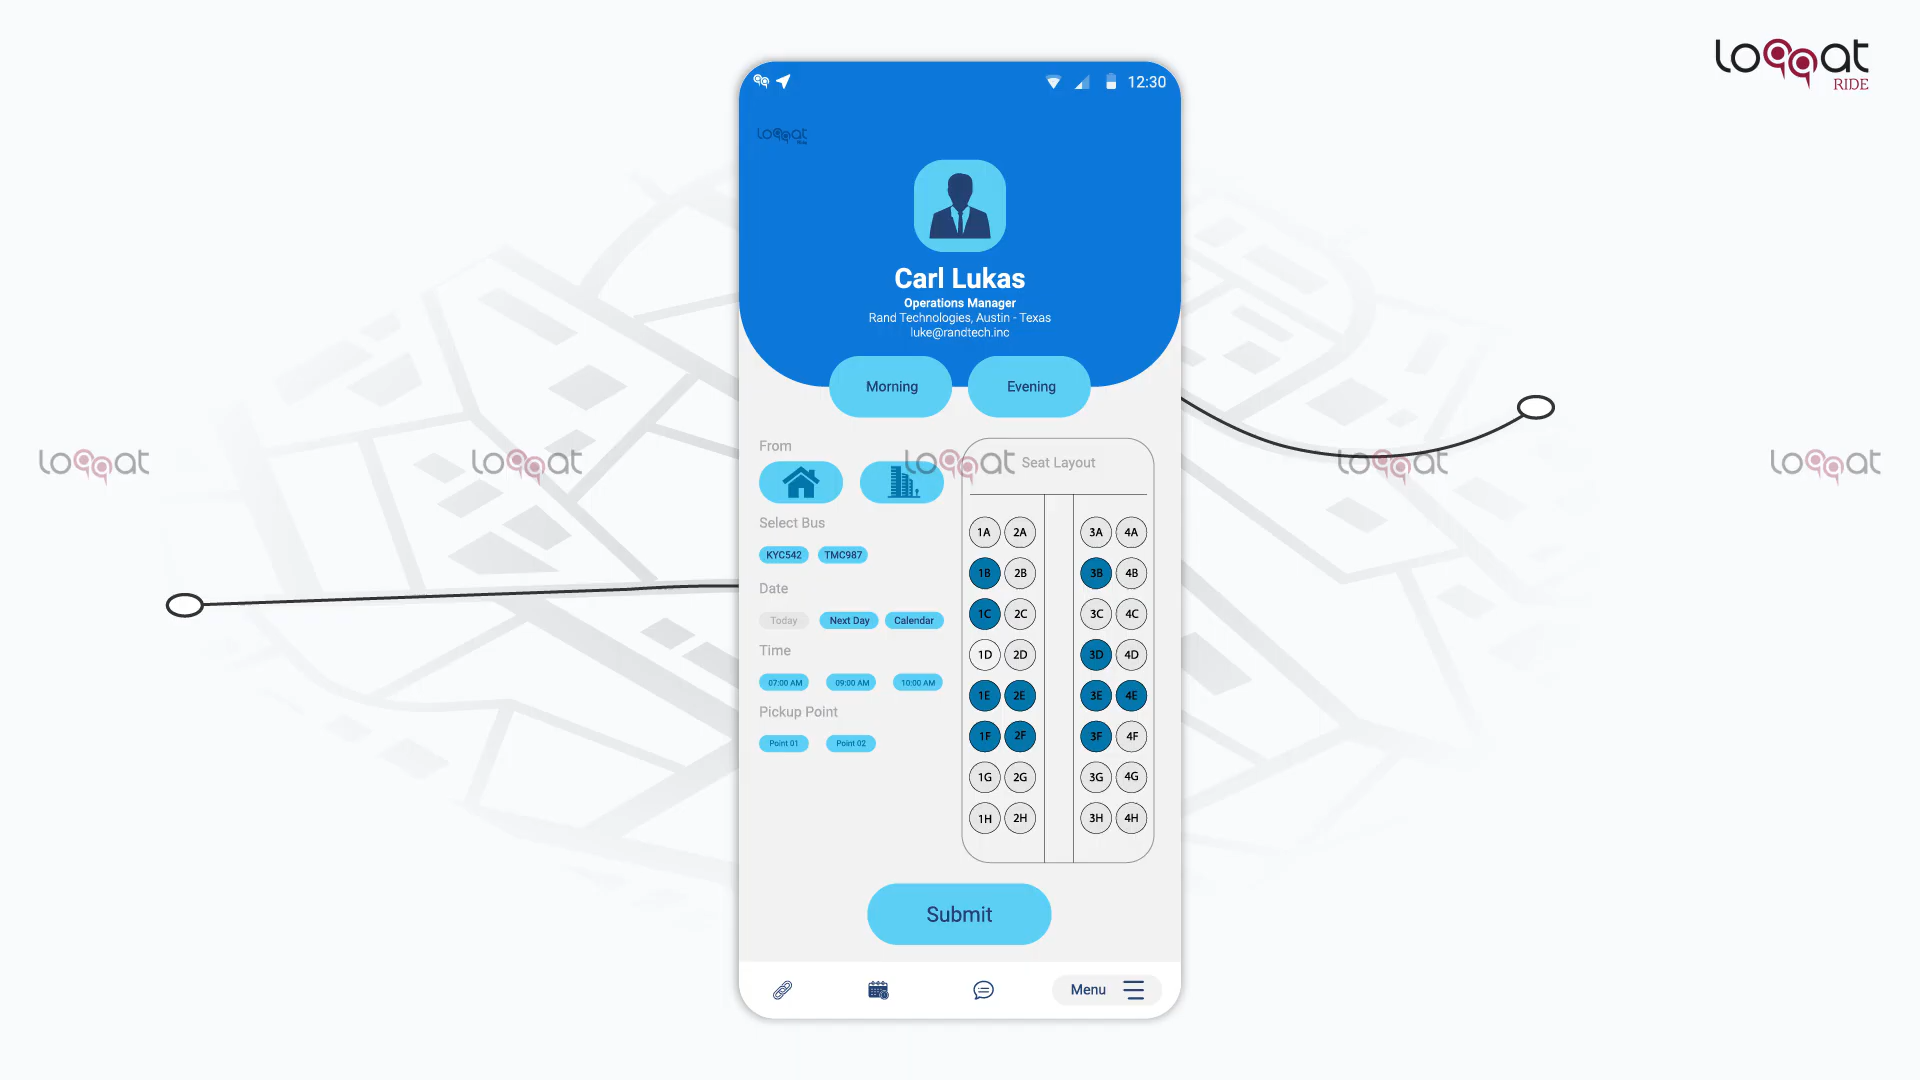 loqqat
RIDE
12:30
loqqat
Carl Lukas
Operations Manager
Rand Technologies, Austin - Texas
luke@randtech.inc
Morning
Evening
From
Seat Layout
loqqat
loqqat
loqqat
loqqat
loqqat
Select Bus
KYC542
TMC987
Date
Today
Next Day
Calendar
Time
07:00 AM
09:00 AM
10:00 AM
Pickup Point
Point 01
Point 02
1A 2A 3A 4A
1B 2B 3B 4B
1C 2C 3C 4C
1D 2D 3D 4D
1E 2E 3E 4E
1F 2F 3F 4F
1G 2G 3G 4G
1H 2H 3H 4H
Submit
Menu